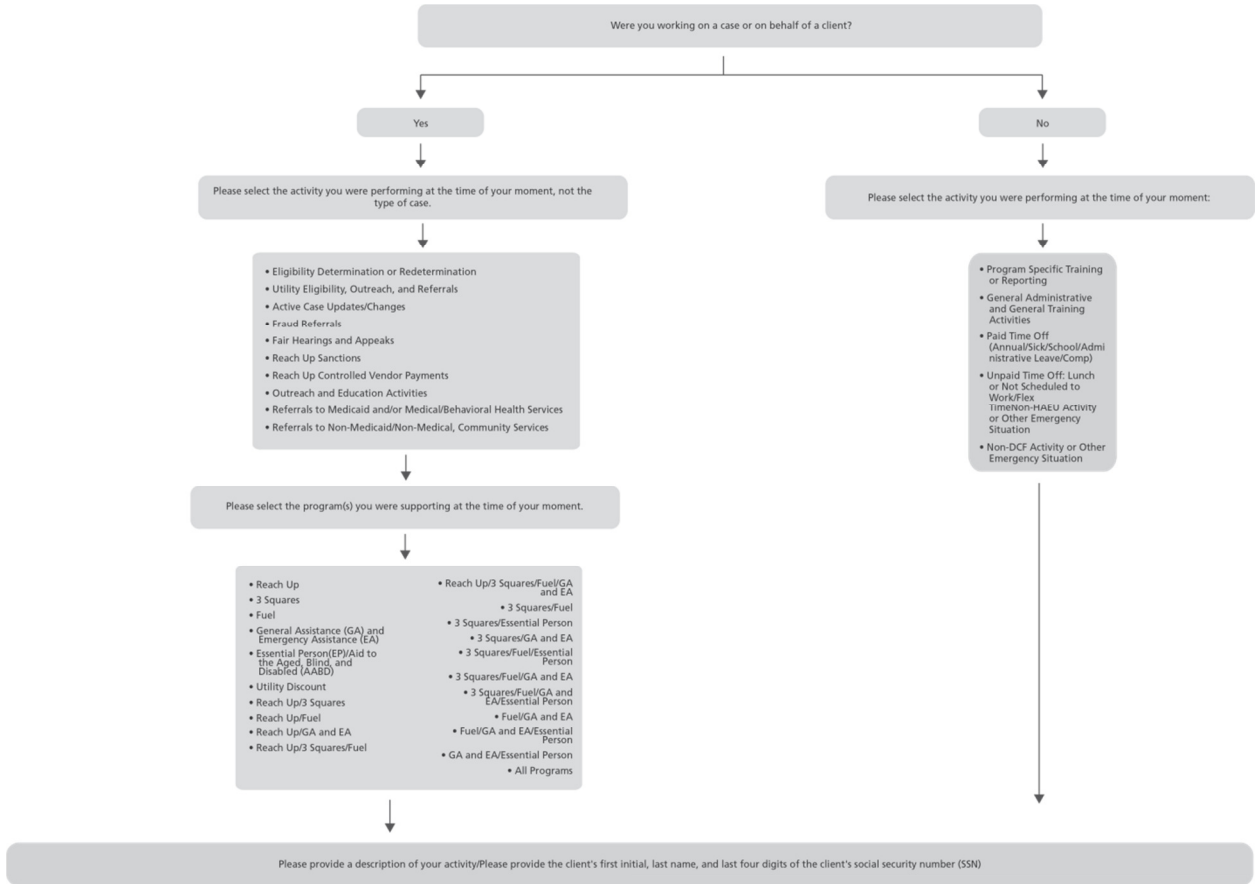 Were you working on a case or on behalf of a client?
Yes
No
Please select the activity you were performing at the time of your moment, not the
type of case.
Please select the activity you were performing at the time of your moment:
• Eligibility Determination or Redetermination
• Utility Eligibility, Outreach, and Referrals
• Active Case Updates/Changes
• Fraud Referrals
• Fair Hearings and Appeaks
• Reach Up Sanctions
• Reach Up Controlled Vendor Payments
• Outreach and Education Activities
• Referrals to Medicaid and/or Medical/Behavioral Health Services
• Referrals to Non-Medicaid/Non-Medical, Community Services
• Program Specific Training
or Reporting
• General Administrative
and General Training
Activities
• Paid Time Off
(Annual/Sick/School/Admi
nistrative Leave/Comp)
• Unpaid Time Off: Lunch
or Not Scheduled to
Work/Flex
TimeNon-HAEU Activity
or Other Emergency
Situation
• Non-DCF Activity or Other
Emergency Situation
Please select the program(s) you were supporting at the time of your moment.
• Reach Up
• 3 Squares
• Fuel
• General Assistance (GA) and
Emergency Assistance (EA)
• Essential Person(EP)/Aid to
the Aged, Blind, and
Disabled (AABD)
• Utility Discount
• Reach Up/3 Squares
• Reach Up/Fuel
• Reach Up/GA and EA
• Reach Up/3 Squares/Fuel
• Reach Up/3 Squares/Fuel/GA
and EA
• 3 Squares/Fuel
• 3 Squares/Essential Person
• 3 Squares/GA and EA
• 3 Squares/Fuel/Essential
Person
• 3 Squares/Fuel/GA and EA
• 3 Squares/Fuel/GA and
EA/Essential Person
• Fuel/GA and EA
• Fuel/GA and EA/Essential
Person
• GA and EA/Essential Person
• All Programs
Please provide a description of your activity/Please provide the client's first initial, last name, and last four digits of the client's social security number (SSN)